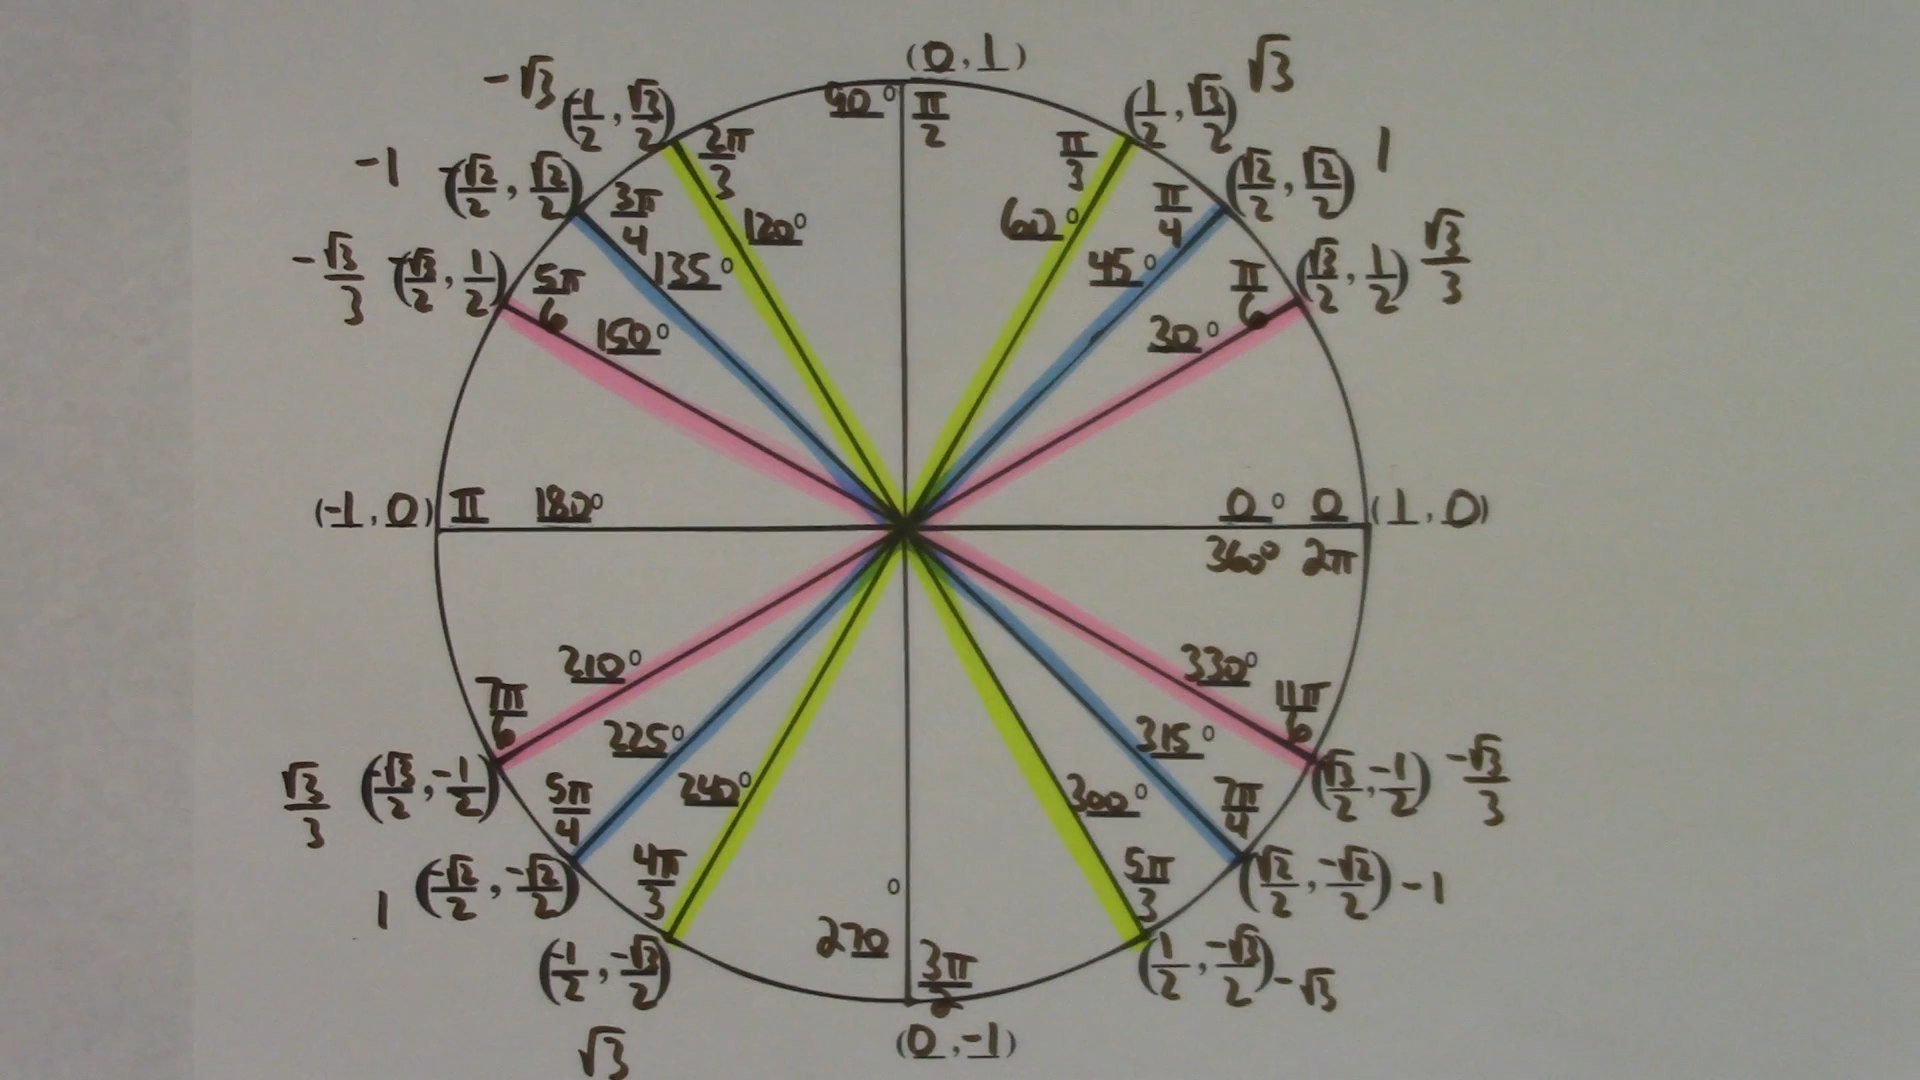 (0, 1)
90° π/2
-√3 (-1/2, √3/2) 2π/3 120°
-1 (-√2/2, √2/2) 3π/4 135°
-√3/3 (-√3/2, 1/2) 5π/6 150°
60° π/3 (1/2, √3/2) √3
45° π/4 (√2/2, √2/2) 1
30° π/6 (√3/2, 1/2) √3/3
(-1, 0) π 180°
0° 0 (1, 0)
360° 2π
210° 7π/6
√3/3 (-√3/2, -1/2)
225° 5π/4
1 (-√2/2, -√2/2)
240° 4π/3
(-1/2, -√3/2)
√3
330° 11π/6
(√3/2, -1/2) -√3/3
315° 7π/4
(√2/2, -√2/2) -1
300° 5π/3
(1/2, -√3/2) -√3
270° 3π/2
(0, -1)